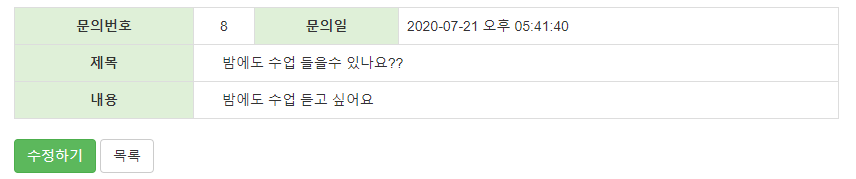 문의번호 8 문의일 2020-07-21 오후 05:41:40
제목 밤에도 수업 들을수 있나요??
내용 밤에도 수업 듣고 싶어요
수정하기 목록